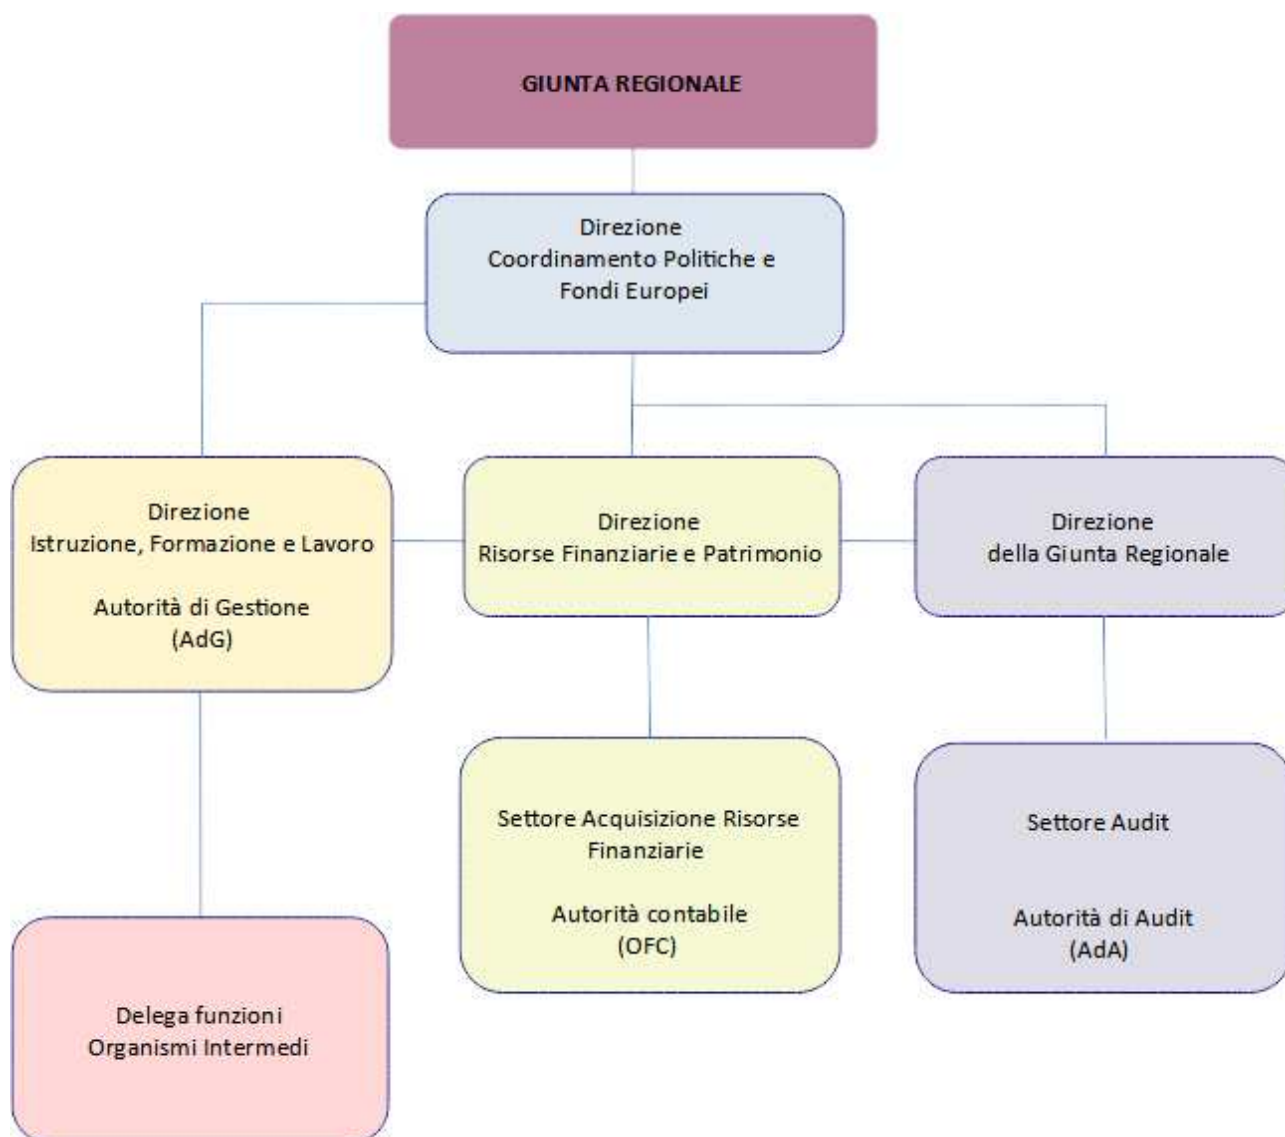 GIUNTA REGIONALE
Direzione
Coordinamento Politiche e
Fondi Europei
Direzione
Istruzione, Formazione e Lavoro
Autorità di Gestione
(AdG)
Direzione
Risorse Finanziarie e Patrimonio
Direzione
della Giunta Regionale
Settore Acquisizione Risorse
Finanziarie
Autorità contabile
(OFC)
Settore Audit
Autorità di Audit
(AdA)
Delega funzioni
Organismi Intermedi